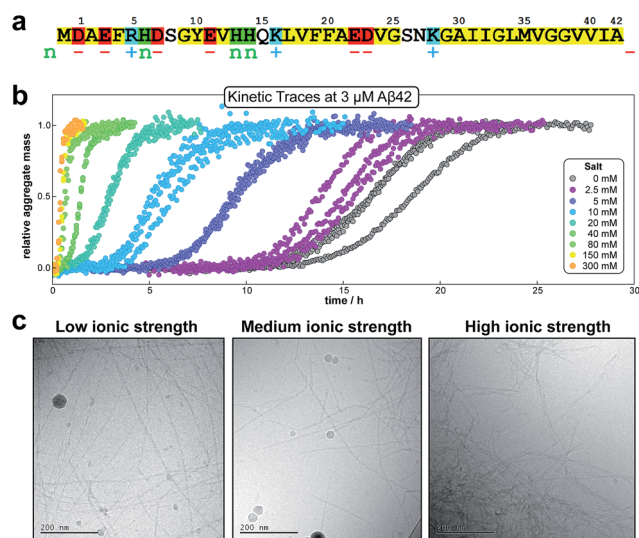 a
1 5 10 15 20 25 30 35 40 42
MDAEFRHDSGYEVHHQKLVFFAEDVGSNKGAIIGLMVGGVVIA
n − − + n − − n n + − − + −
b
Kinetic Traces at 3 μM Aβ42
relative aggregate mass
1.0
0.5
0.0
0 5 10 15 20 25 30
time / h
Salt
0 mM
2.5 mM
5 mM
10 mM
20 mM
40 mM
80 mM
150 mM
300 mM
c
Low ionic strength
Medium ionic strength
High ionic strength
200 nm
200 nm
200 nm